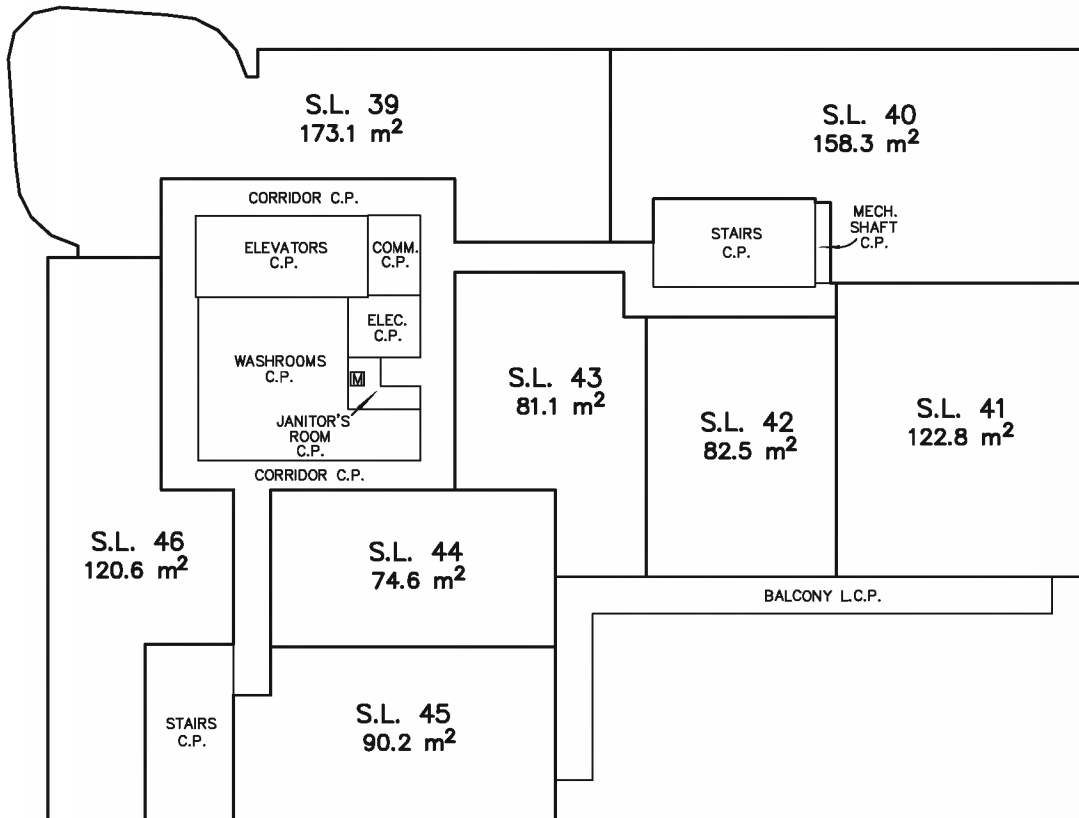 S.L. 39
173.1 m²
S.L. 40
158.3 m²
CORRIDOR C.P.
ELEVATORS
C.P.
COMM.
C.P.
STAIRS
C.P.
MECH.
SHAFT
C.P.
ELEC.
C.P.
WASHROOMS
C.P.
M
JANITOR'S
ROOM
C.P.
CORRIDOR C.P.
S.L. 43
81.1 m²
S.L. 42
82.5 m²
S.L. 41
122.8 m²
S.L. 46
120.6 m²
S.L. 44
74.6 m²
BALCONY L.C.P.
STAIRS
C.P.
S.L. 45
90.2 m²